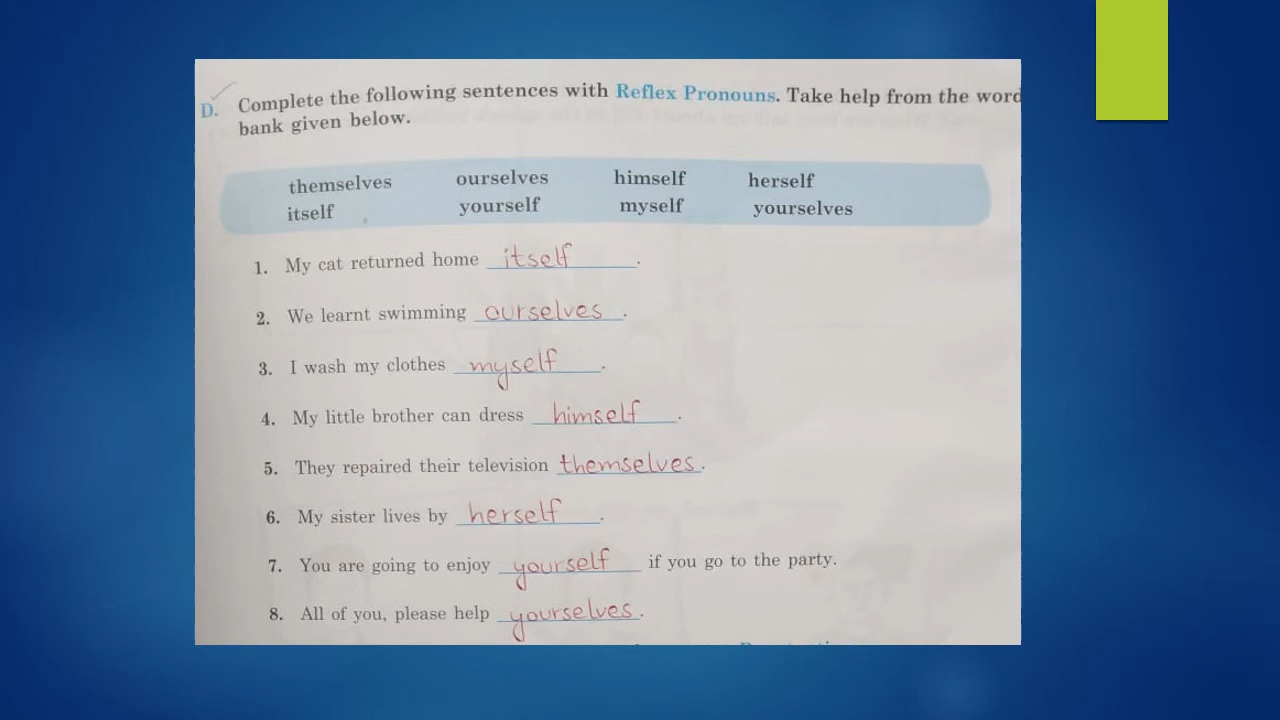 D. Complete the following sentences with Reflex Pronouns. Take help from the word
bank given below.
themselves ourselves himself herself
itself yourself myself yourselves
1. My cat returned home itself.
2. We learnt swimming ourselves.
3. I wash my clothes myself.
4. My little brother can dress himself.
5. They repaired their television themselves.
6. My sister lives by herself.
7. You are going to enjoy yourself if you go to the party.
8. All of you, please help yourselves.